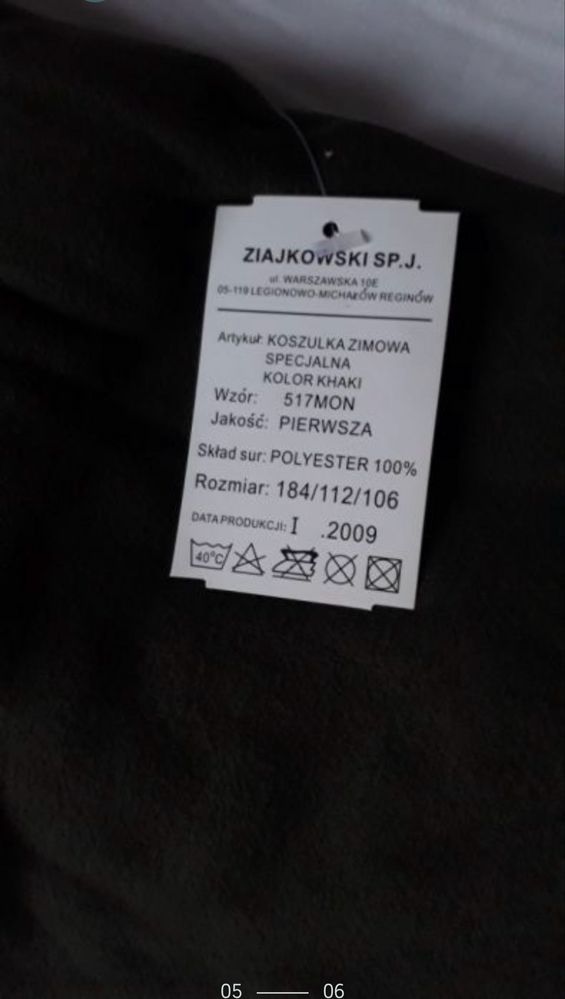 ZIAJKOWSKI SP.J.
ul. WARSZAWSKA 10E
05-119 LEGIONOWO-MICHAŁÓW REGINÓW
Artykuł: KOSZULKA ZIMOWA
SPECJALNA
KOLOR KHAKI
Wzór: 517MON
Jakość: PIERWSZA
Skład sur: POLYESTER 100%
Rozmiar: 184/112/106
DATA PRODUKCJI: I .2009
40°C
05 06